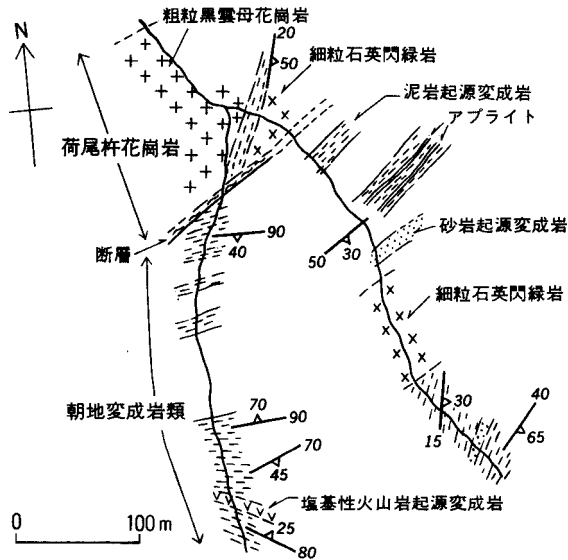 粗粒黒雲母花崗岩
N
20
50
細粒石英閃緑岩
泥岩起源変成岩
アプライト
荷尾杵花崗岩
断層
90
40
50
30
砂岩起源変成岩
細粒石英閃緑岩
朝地変成岩類
70
90
30
15
40
65
70
45
塩基性火山岩起源変成岩
25
80
0
100m